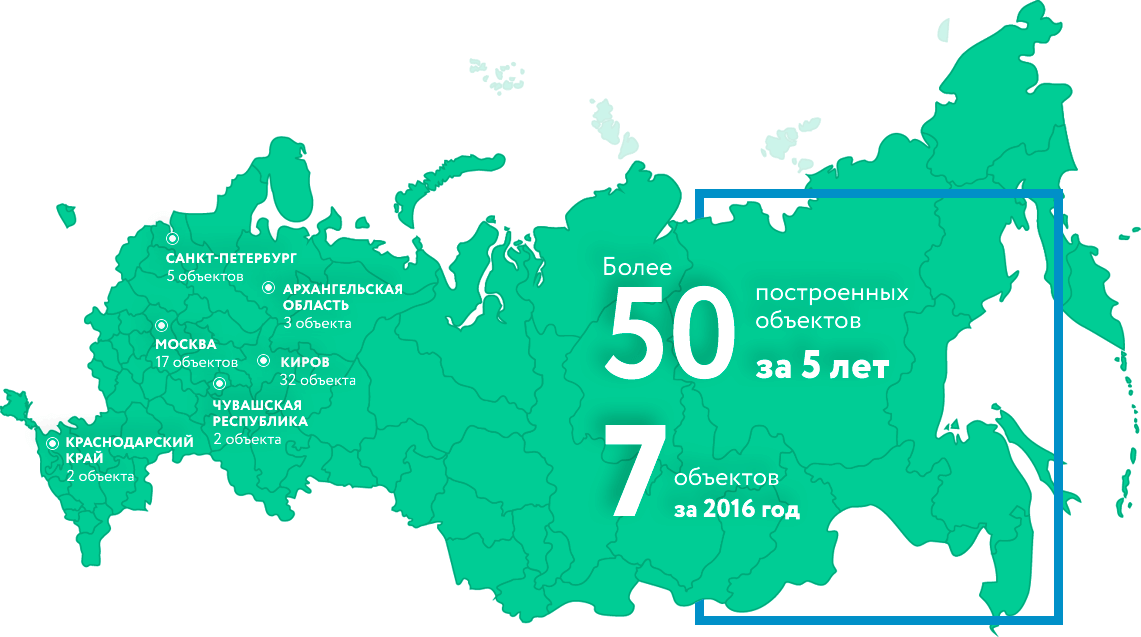 САНКТ-ПЕТЕРБУРГ
5 объектов
АРХАНГЕЛЬСКАЯ
ОБЛАСТЬ
3 объекта
МОСКВА
17 объектов
КИРОВ
32 объекта
ЧУВАШСКАЯ
РЕСПУБЛИКА
2 объекта
КРАСНОДАРСКИЙ
КРАЙ
2 объекта
Более
50
построенных
объектов
за 5 лет
7
объектов
за 2016 год